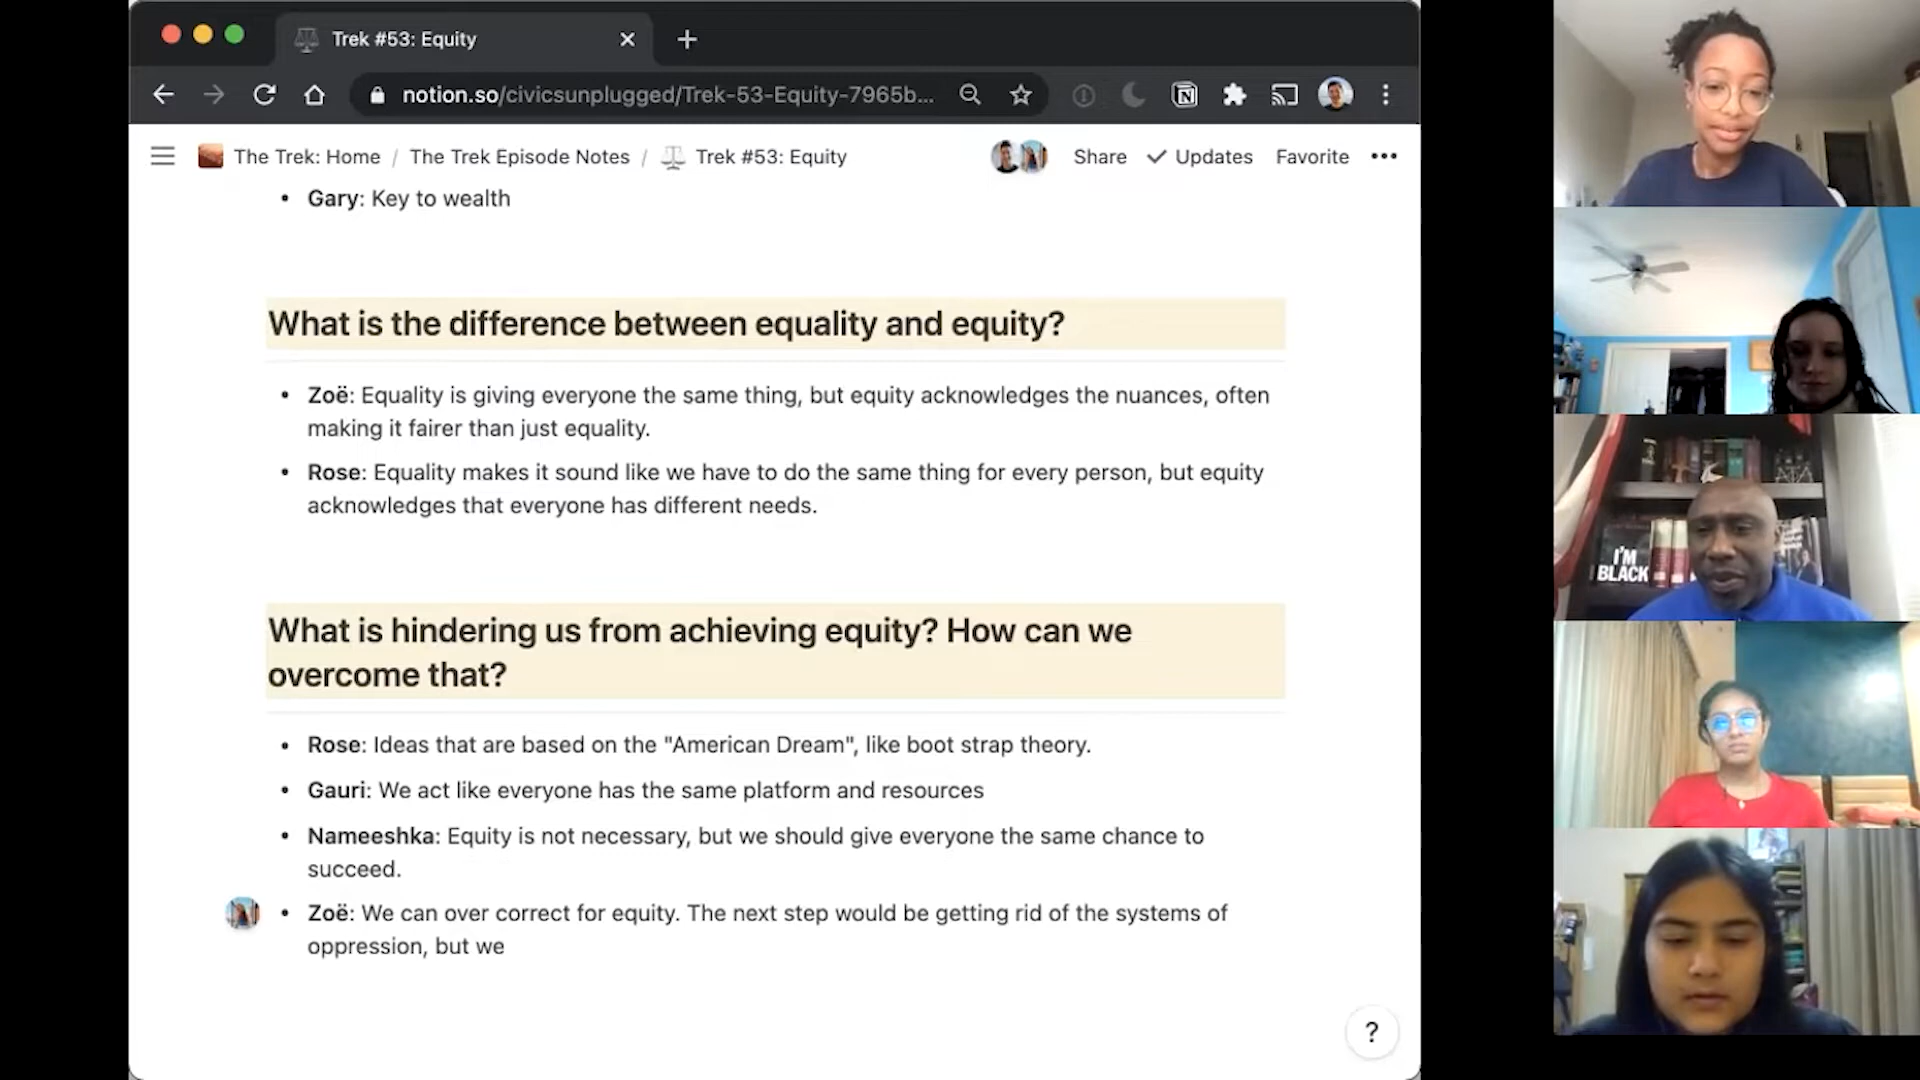 Trek #53: Equity
notion.so/civicsunplugged/Trek-53-Equity-7965b...
The Trek: Home / The Trek Episode Notes / Trek #53: Equity
Share Updates Favorite
• Gary: Key to wealth
What is the difference between equality and equity?
• Zoë: Equality is giving everyone the same thing, but equity acknowledges the nuances, often
making it fairer than just equality.
• Rose: Equality makes it sound like we have to do the same thing for every person, but equity
acknowledges that everyone has different needs.
What is hindering us from achieving equity? How can we
overcome that?
• Rose: Ideas that are based on the "American Dream", like boot strap theory.
• Gauri: We act like everyone has the same platform and resources
• Nameeshka: Equity is not necessary, but we should give everyone the same chance to
succeed.
• Zoë: We can over correct for equity. The next step would be getting rid of the systems of
oppression, but we
?
I'M
BLACK